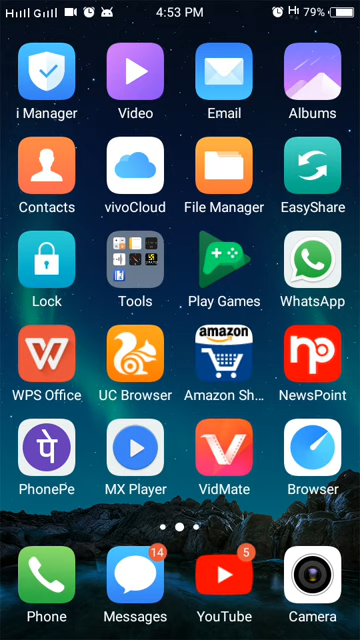 4:53 PM 79%
i Manager Video Email Albums
Contacts vivoCloud File Manager EasyShare
Lock Tools Play Games WhatsApp
amazon
np
WPS Office UC Browser Amazon Sh... NewsPoint
पे
PhonePe MX Player VidMate Browser
14 5
Phone Messages YouTube Camera